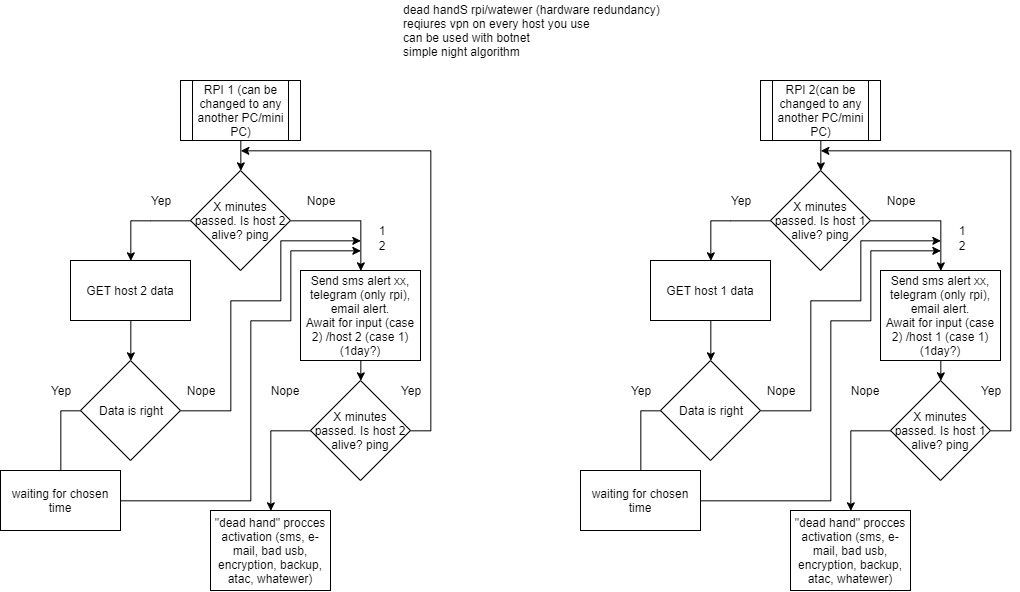 dead handS rpi/watewer (hardware redundancy)
reqiures vpn on every host you use
can be used with botnet
simple night algorithm
RPI 1 (can be
changed to any
another PC/mini
PC)
Yep
Nope
X minutes
passed. Is host 2
alive? ping
1
2
GET host 2 data
Send sms alert xx,
telegram (only rpi),
email alert.
Await for input (case
2) /host 2 (case 1)
(1day?)
Yep
Nope
Data is right
Nope
Yep
X minutes
passed. Is host 2
alive? ping
waiting for chosen
time
"dead hand" procces
activation (sms, e-
mail, bad usb,
encryption, backup,
atac, whatewer)
RPI 2(can be
changed to any
another PC/mini
PC)
Yep
Nope
X minutes
passed. Is host 1
alive? ping
1
2
GET host 1 data
Send sms alert xx,
telegram (only rpi),
email alert.
Await for input (case
2) /host 1 (case 1)
(1day?)
Yep
Nope
Data is right
Nope
Yep
X minutes
passed. Is host 1
alive? ping
waiting for chosen
time
"dead hand" procces
activation (sms, e-
mail, bad usb,
encryption, backup,
atac, whatewer)